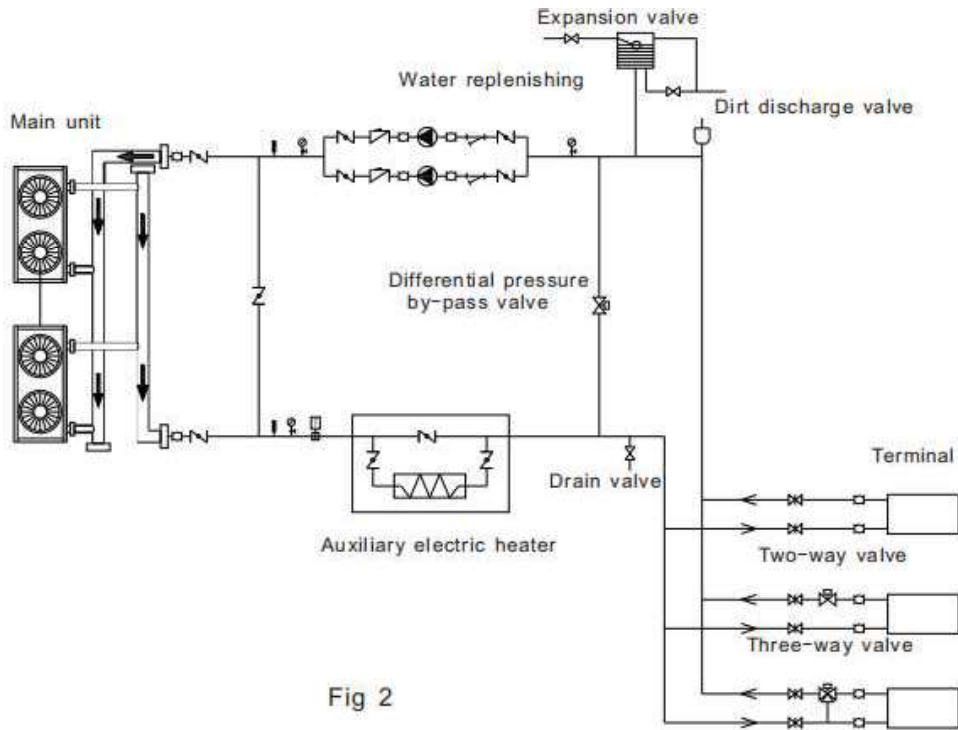 Expansion valve
Water replenishing
Dirt discharge valve
Main unit
Differential pressure
by-pass valve
Drain valve
Terminal
Auxiliary electric heater
Two-way valve
Three-way valve
Fig 2